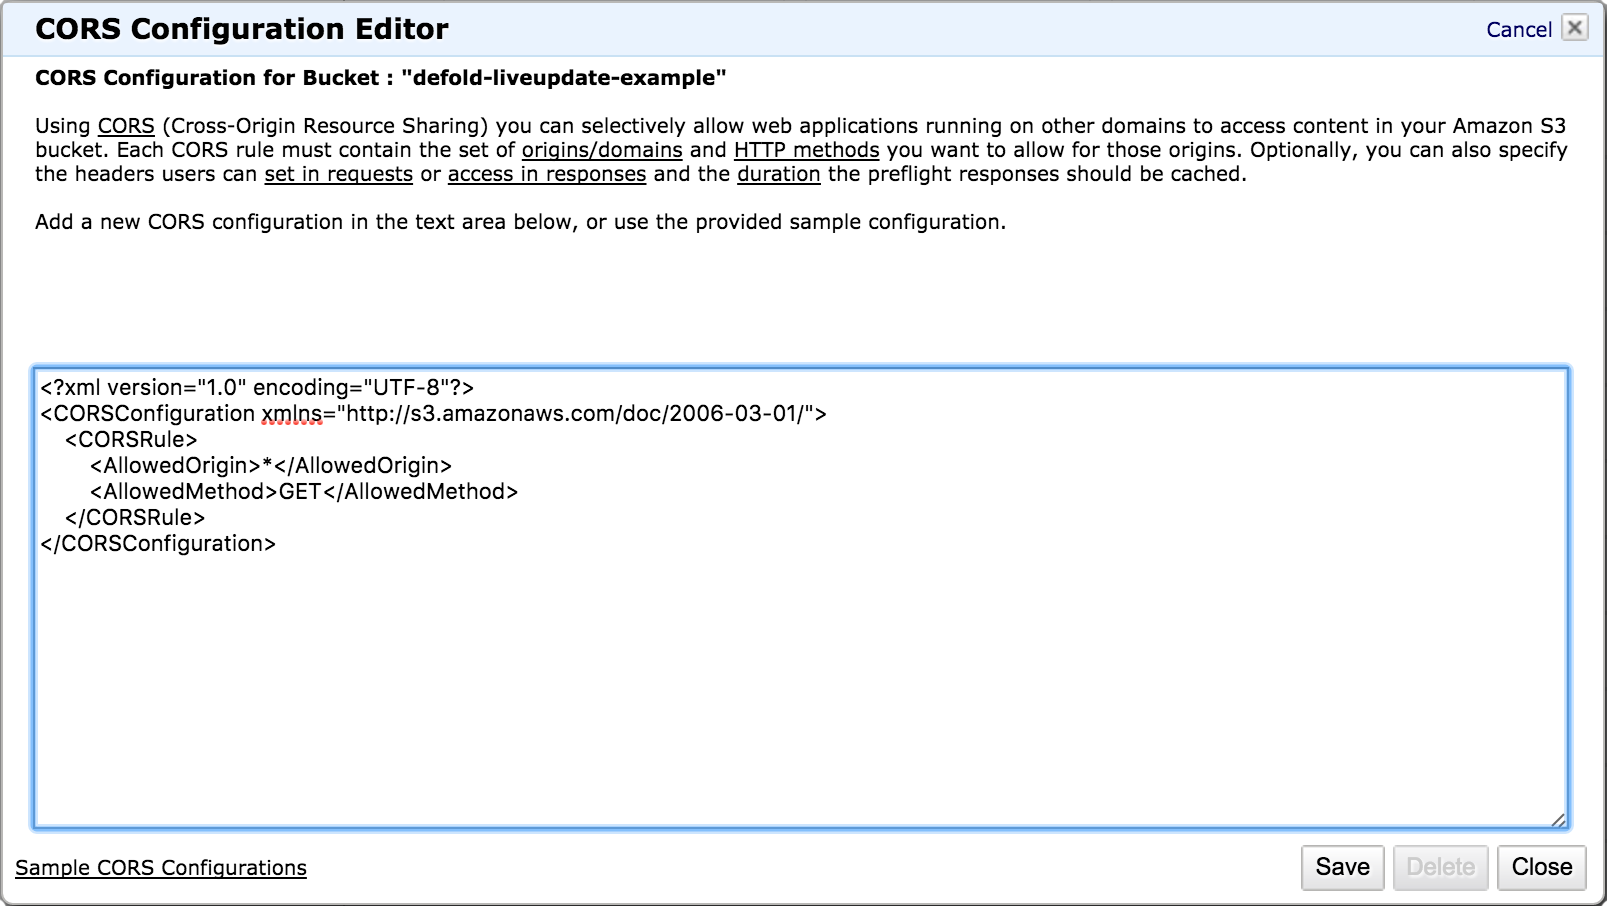 CORS Configuration Editor
Cancel
CORS Configuration for Bucket : "defold-liveupdate-example"
Using CORS (Cross-Origin Resource Sharing) you can selectively allow web applications running on other domains to access content in your Amazon S3
bucket. Each CORS rule must contain the set of origins/domains and HTTP methods you want to allow for those origins. Optionally, you can also specify
the headers users can set in requests or access in responses and the duration the preflight responses should be cached.
Add a new CORS configuration in the text area below, or use the provided sample configuration.
<?xml version="1.0" encoding="UTF-8"?>
<CORSConfiguration xmlns="http://s3.amazonaws.com/doc/2006-03-01/">
    <CORSRule>
        <AllowedOrigin>*</AllowedOrigin>
        <AllowedMethod>GET</AllowedMethod>
    </CORSRule>
</CORSConfiguration>
Sample CORS Configurations
Save
Delete
Close